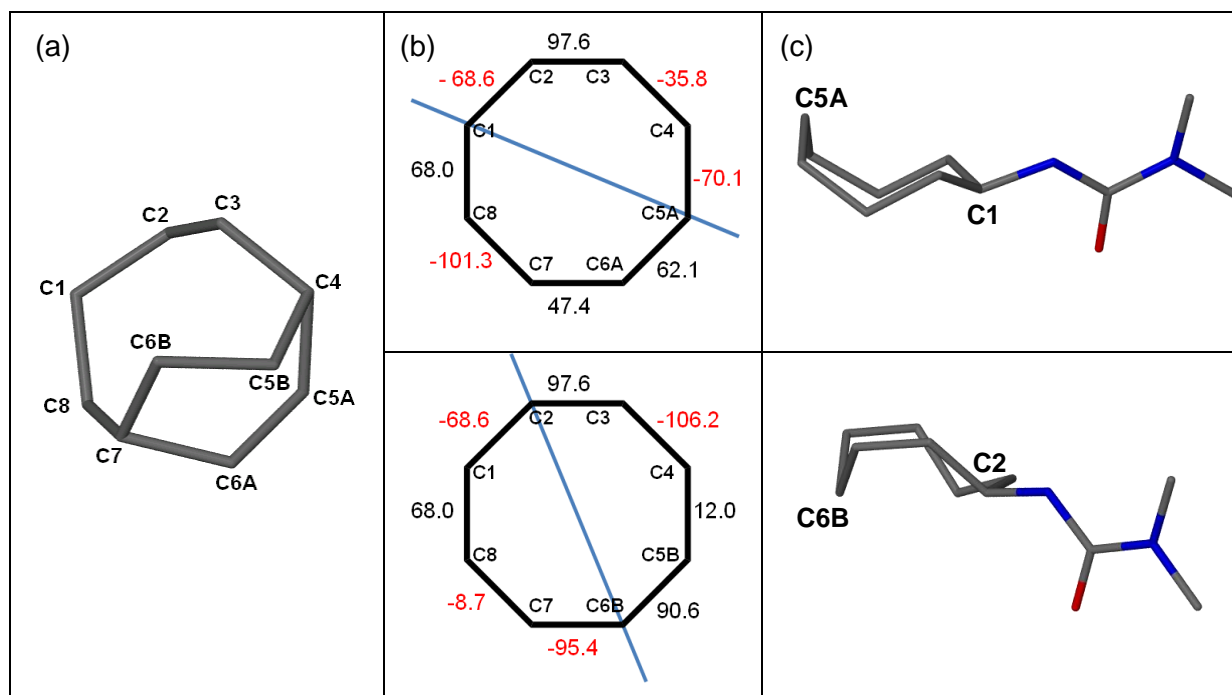 (a)
C3
C2
C1
C4
C6B
C5B
C5A
C8
C7
C6A
(b)
97.6
- 68.6
C2 C3
-35.8
C1
C4
68.0
-70.1
C5A
C8
C7 C6A
-101.3
62.1
47.4
97.6
-68.6
C2 C3
-106.2
C1
C4
68.0
12.0
C8
C5B
C7 C6B
-8.7
90.6
-95.4
(c)
C5A
C1
C2
C6B